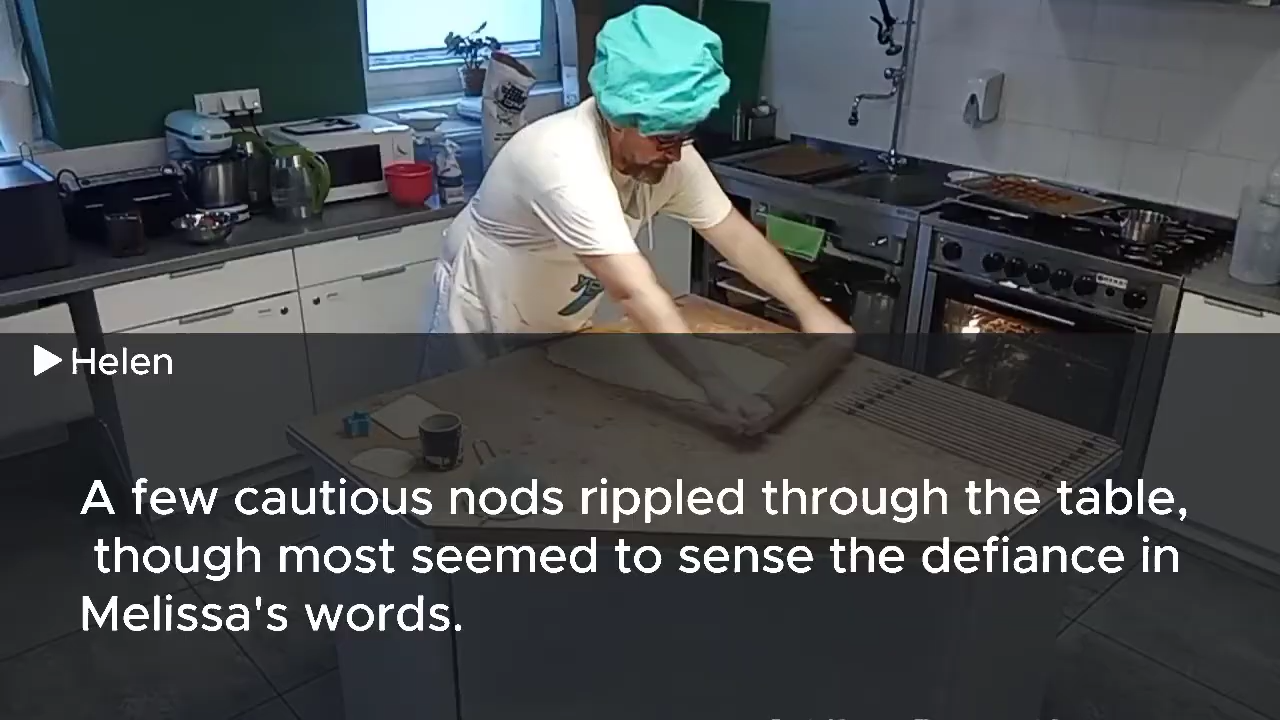 Helen
A few cautious nods rippled through the table,
though most seemed to sense the defiance in
Melissa's words.